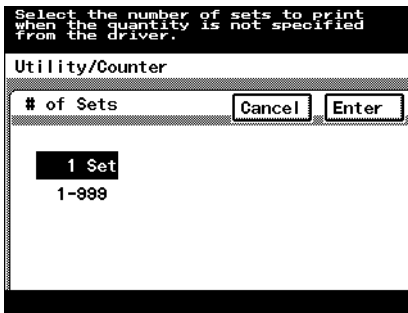 Select the number of sets to print
when the quantity is not specified
from the driver.
Utility/Counter
# of Sets
Cancel
Enter
1 Set
1-999